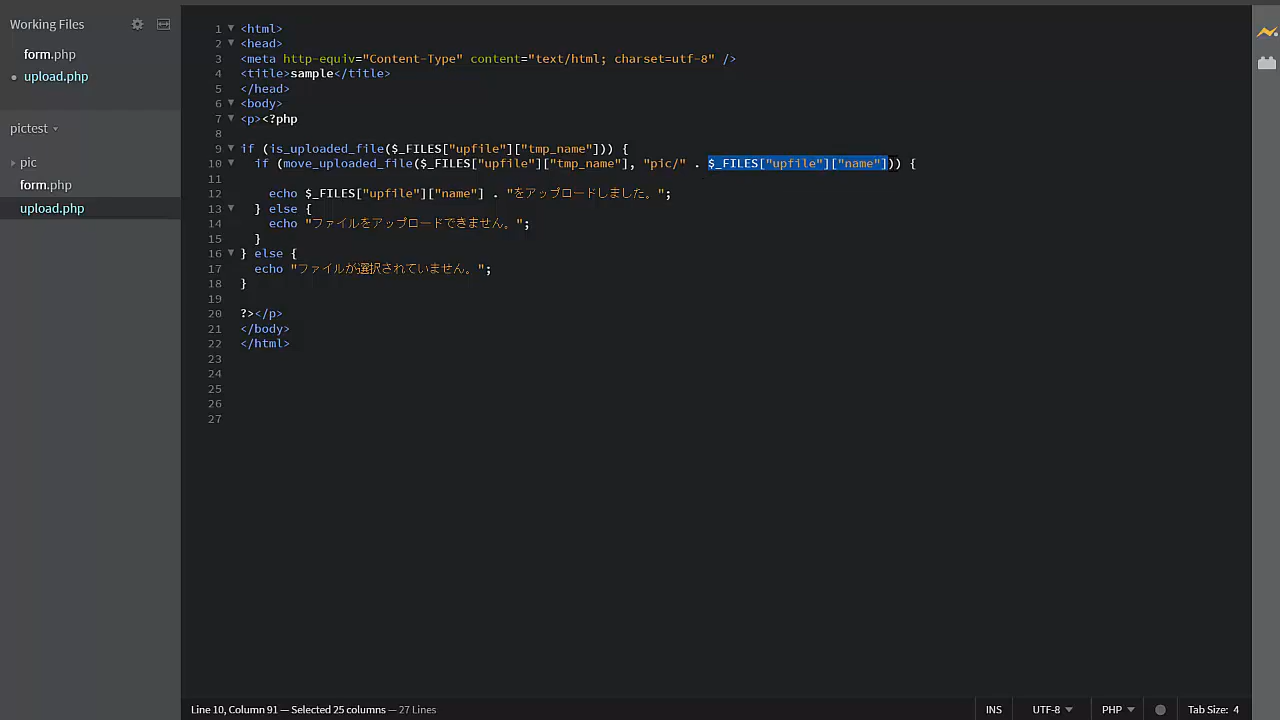 Working Files
form.php
upload.php
pictest
pic
form.php
upload.php
1 <html>
2 <head>
3 <meta http-equiv="Content-Type" content="text/html; charset=utf-8" />
4 <title>sample</title>
5 </head>
6 <body>
7 <p><?php
8
9 if (is_uploaded_file($_FILES["upfile"]["tmp_name"])) {
10 if (move_uploaded_file($_FILES["upfile"]["tmp_name"], "pic/" . $_FILES["upfile"]["name"])) {
11
12 echo $_FILES["upfile"]["name"] . "をアップロードしました。";
13 } else {
14 echo "ファイルをアップロードできません。";
15 }
16 } else {
17 echo "ファイルが選択されていません。";
18 }
19
20 ?></p>
21 </body>
22 </html>
23
24
25
26
27
Line 10, Column 91 — Selected 25 columns — 27 Lines
INS
UTF-8
PHP
Tab Size: 4